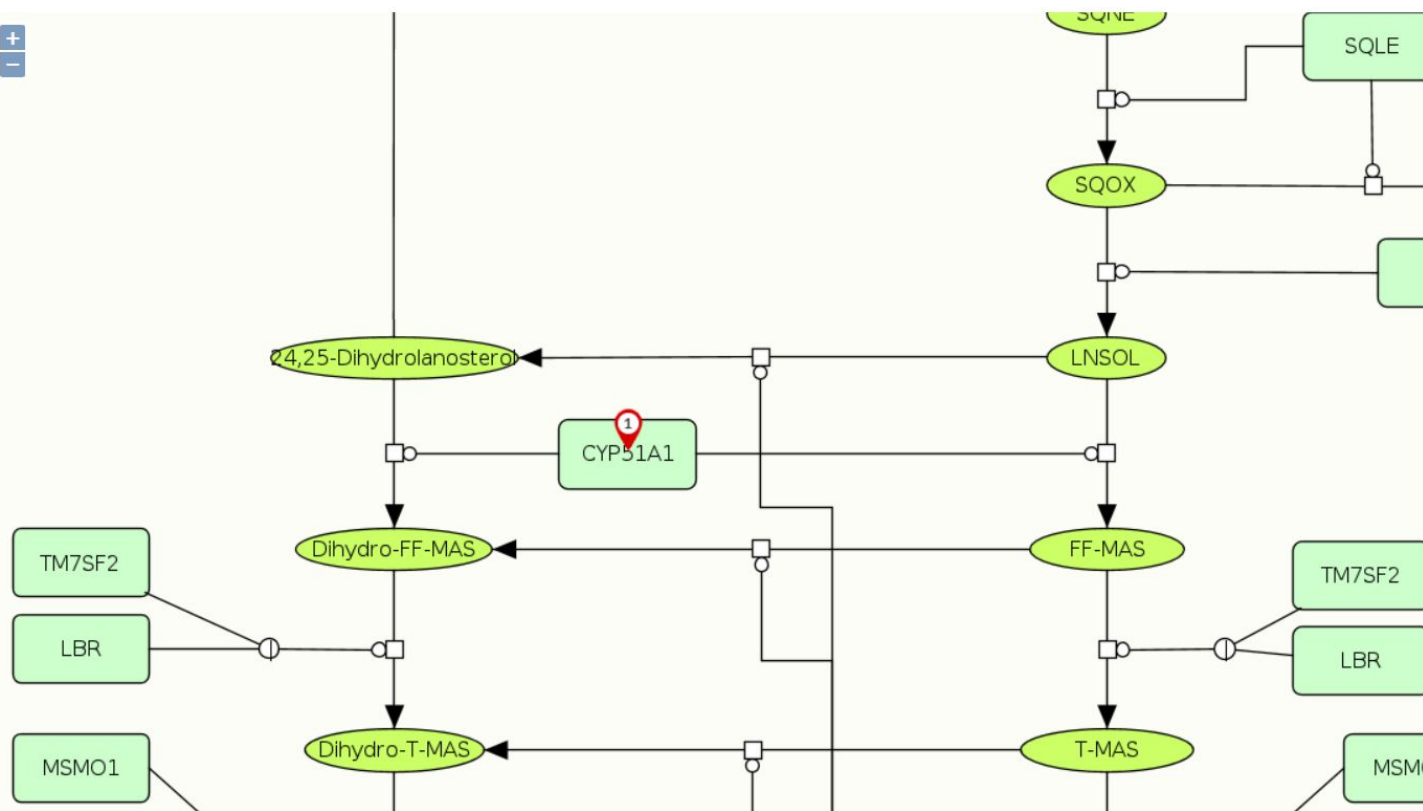 +
SQNE
SQLE
−
SQOX
24,25-Dihydrolanosterol
LNSOL
1
CYP51A1
Dihydro-FF-MAS
FF-MAS
TM7SF2
TM7SF2
LBR
LBR
Dihydro-T-MAS
T-MAS
MSMO1